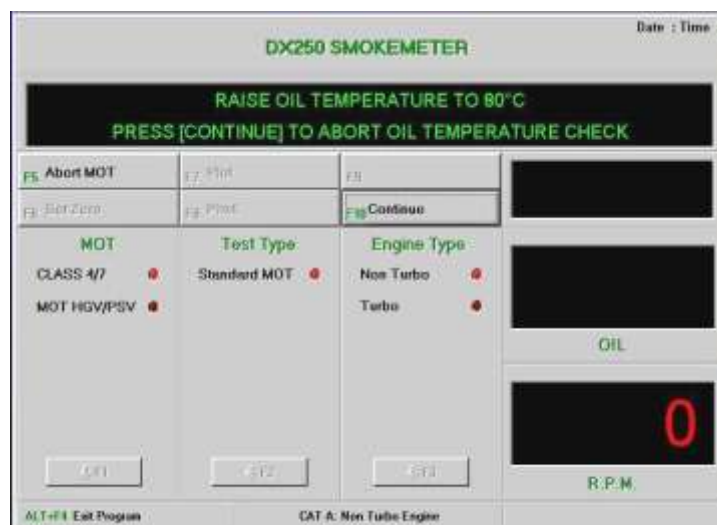 Date : Time
DX250 SMOKEMETER
RAISE OIL TEMPERATURE TO 80°C
PRESS [CONTINUE] TO ABORT OIL TEMPERATURE CHECK
F5 Abort MOT
F7 Plot
F9
F6 Set Zero
F8 Print
F10 Continue
MOT
Test Type
Engine Type
CLASS 4/7
Standard MOT
Non Turbo
MOT HGV/PSV
Turbo
OIL
0
R.P.M.
ALT+F4 Exit Program
CAT A: Non Turbo Engine